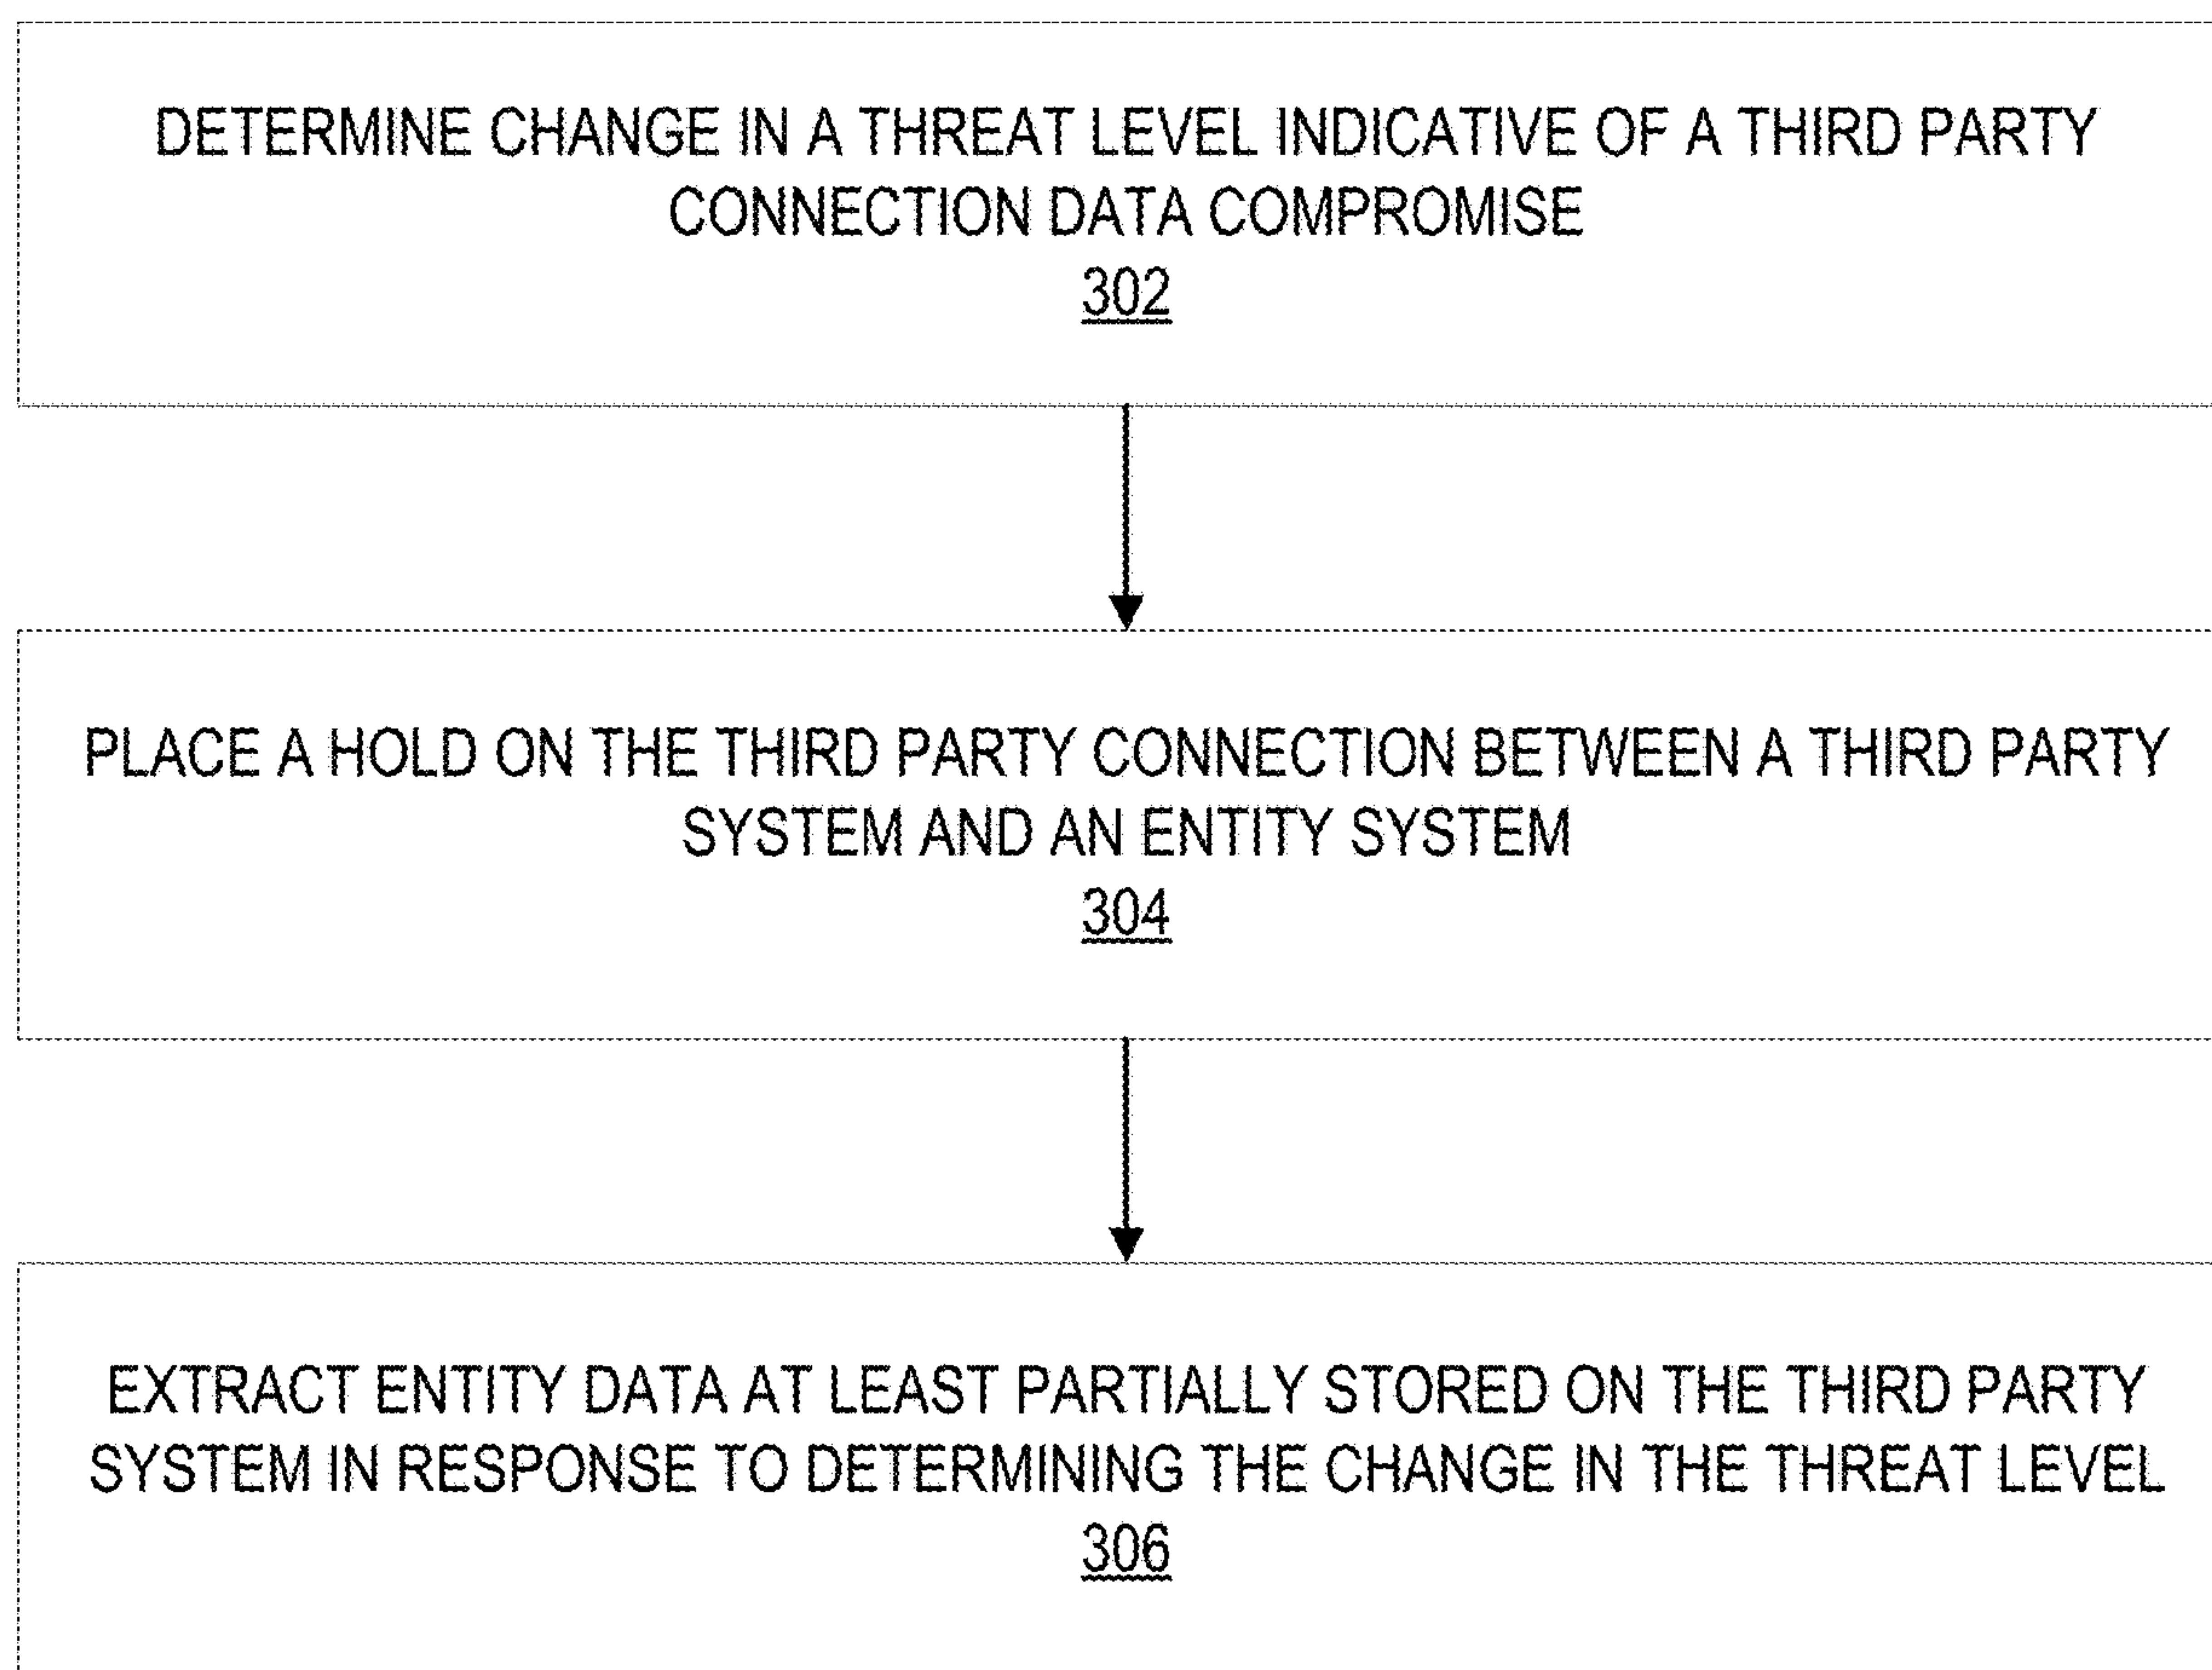 DETERMINE CHANGE IN A THREAT LEVEL INDICATIVE OF A THIRD PARTY
CONNECTION DATA COMPROMISE
302
PLACE A HOLD ON THE THIRD PARTY CONNECTION BETWEEN A THIRD PARTY
SYSTEM AND AN ENTITY SYSTEM
304
EXTRACT ENTITY DATA AT LEAST PARTIALLY STORED ON THE THIRD PARTY
SYSTEM IN RESPONSE TO DETERMINING THE CHANGE IN THE THREAT LEVEL
306